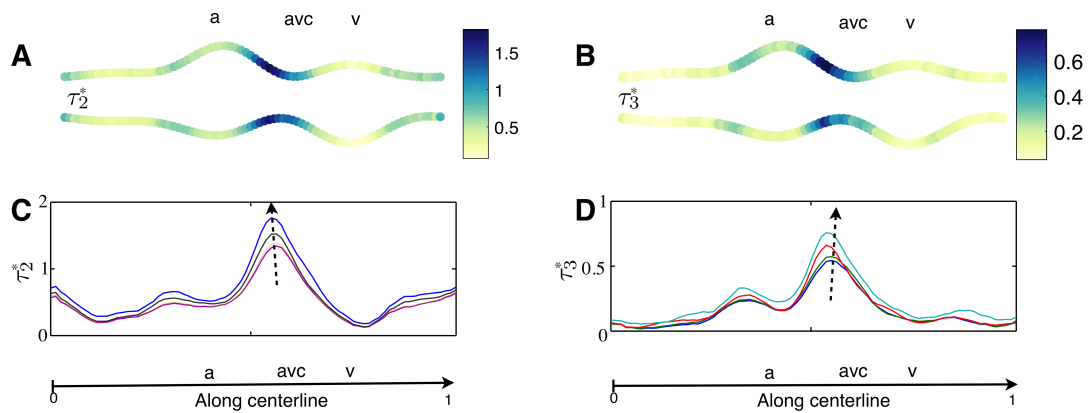 a avc v
A
1.5
1
0.5
τ₂*
a avc v
B
0.6
0.4
0.2
τ₃*
C
2
1
0
τ₂*
a avc v
0 Along centerline 1
D
1
0.5
0
τ₃*
a avc v
0 Along centerline 1